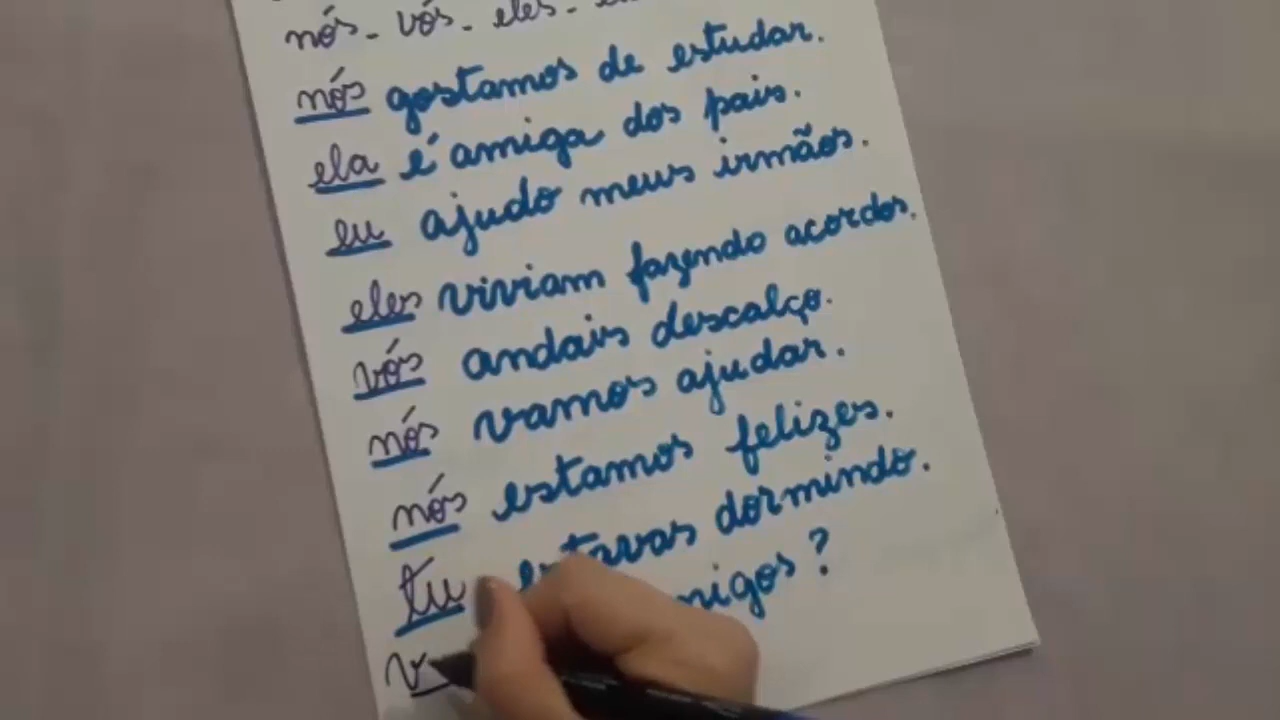 nós - vós - eles -
nós gostamos de estudar.
ela é amiga dos pais.
eu ajudo meus irmãos.
eles viviam fazendo acordos.
vós andais descalço.
nós vamos ajudar.
nós estamos felizes.
tu estavas dormindo.
?